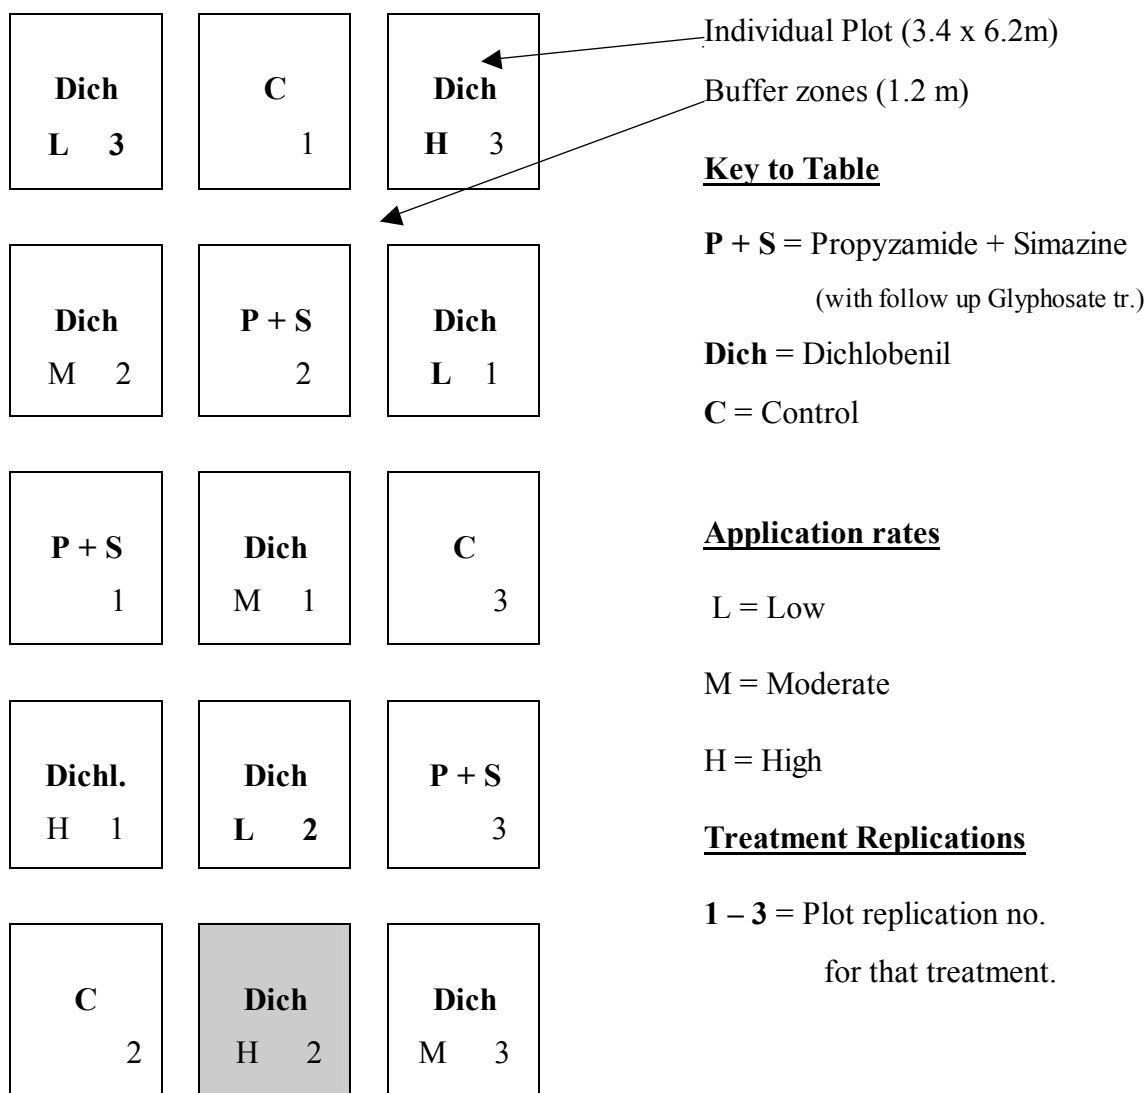 Dich
L 3
C
1
Dich
H 3
Dich
M 2
P + S
2
Dich
L 1
P + S
1
Dich
M 1
C
3
Dichl.
H 1
Dich
L 2
P + S
3
C
2
Dich
H 2
Dich
M 3
Individual Plot (3.4 x 6.2m)
Buffer zones (1.2 m)
Key to Table
P + S = Propyzamide + Simazine
(with follow up Glyphosate tr.)
Dich = Dichlobenil
C = Control
Application rates
L = Low
M = Moderate
H = High
Treatment Replications
1 – 3 = Plot replication no.
for that treatment.